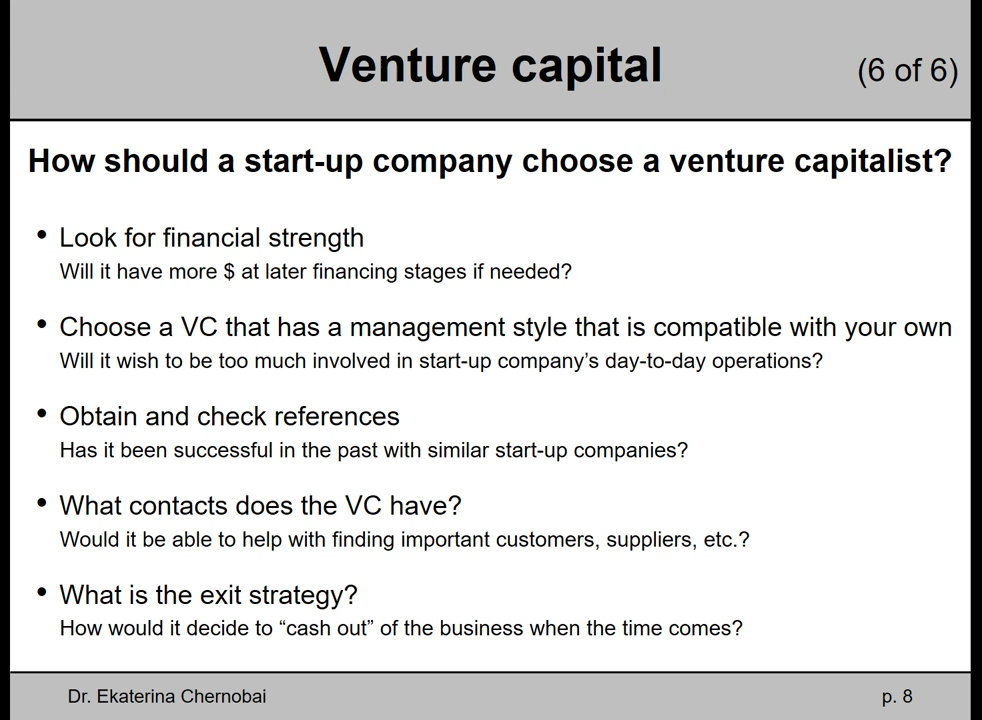 Venture capital
(6 of 6)
How should a start-up company choose a venture capitalist?
• Look for financial strength
Will it have more $ at later financing stages if needed?
• Choose a VC that has a management style that is compatible with your own
Will it wish to be too much involved in start-up company’s day-to-day operations?
• Obtain and check references
Has it been successful in the past with similar start-up companies?
• What contacts does the VC have?
Would it be able to help with finding important customers, suppliers, etc.?
• What is the exit strategy?
How would it decide to “cash out” of the business when the time comes?
Dr. Ekaterina Chernobai
p. 8